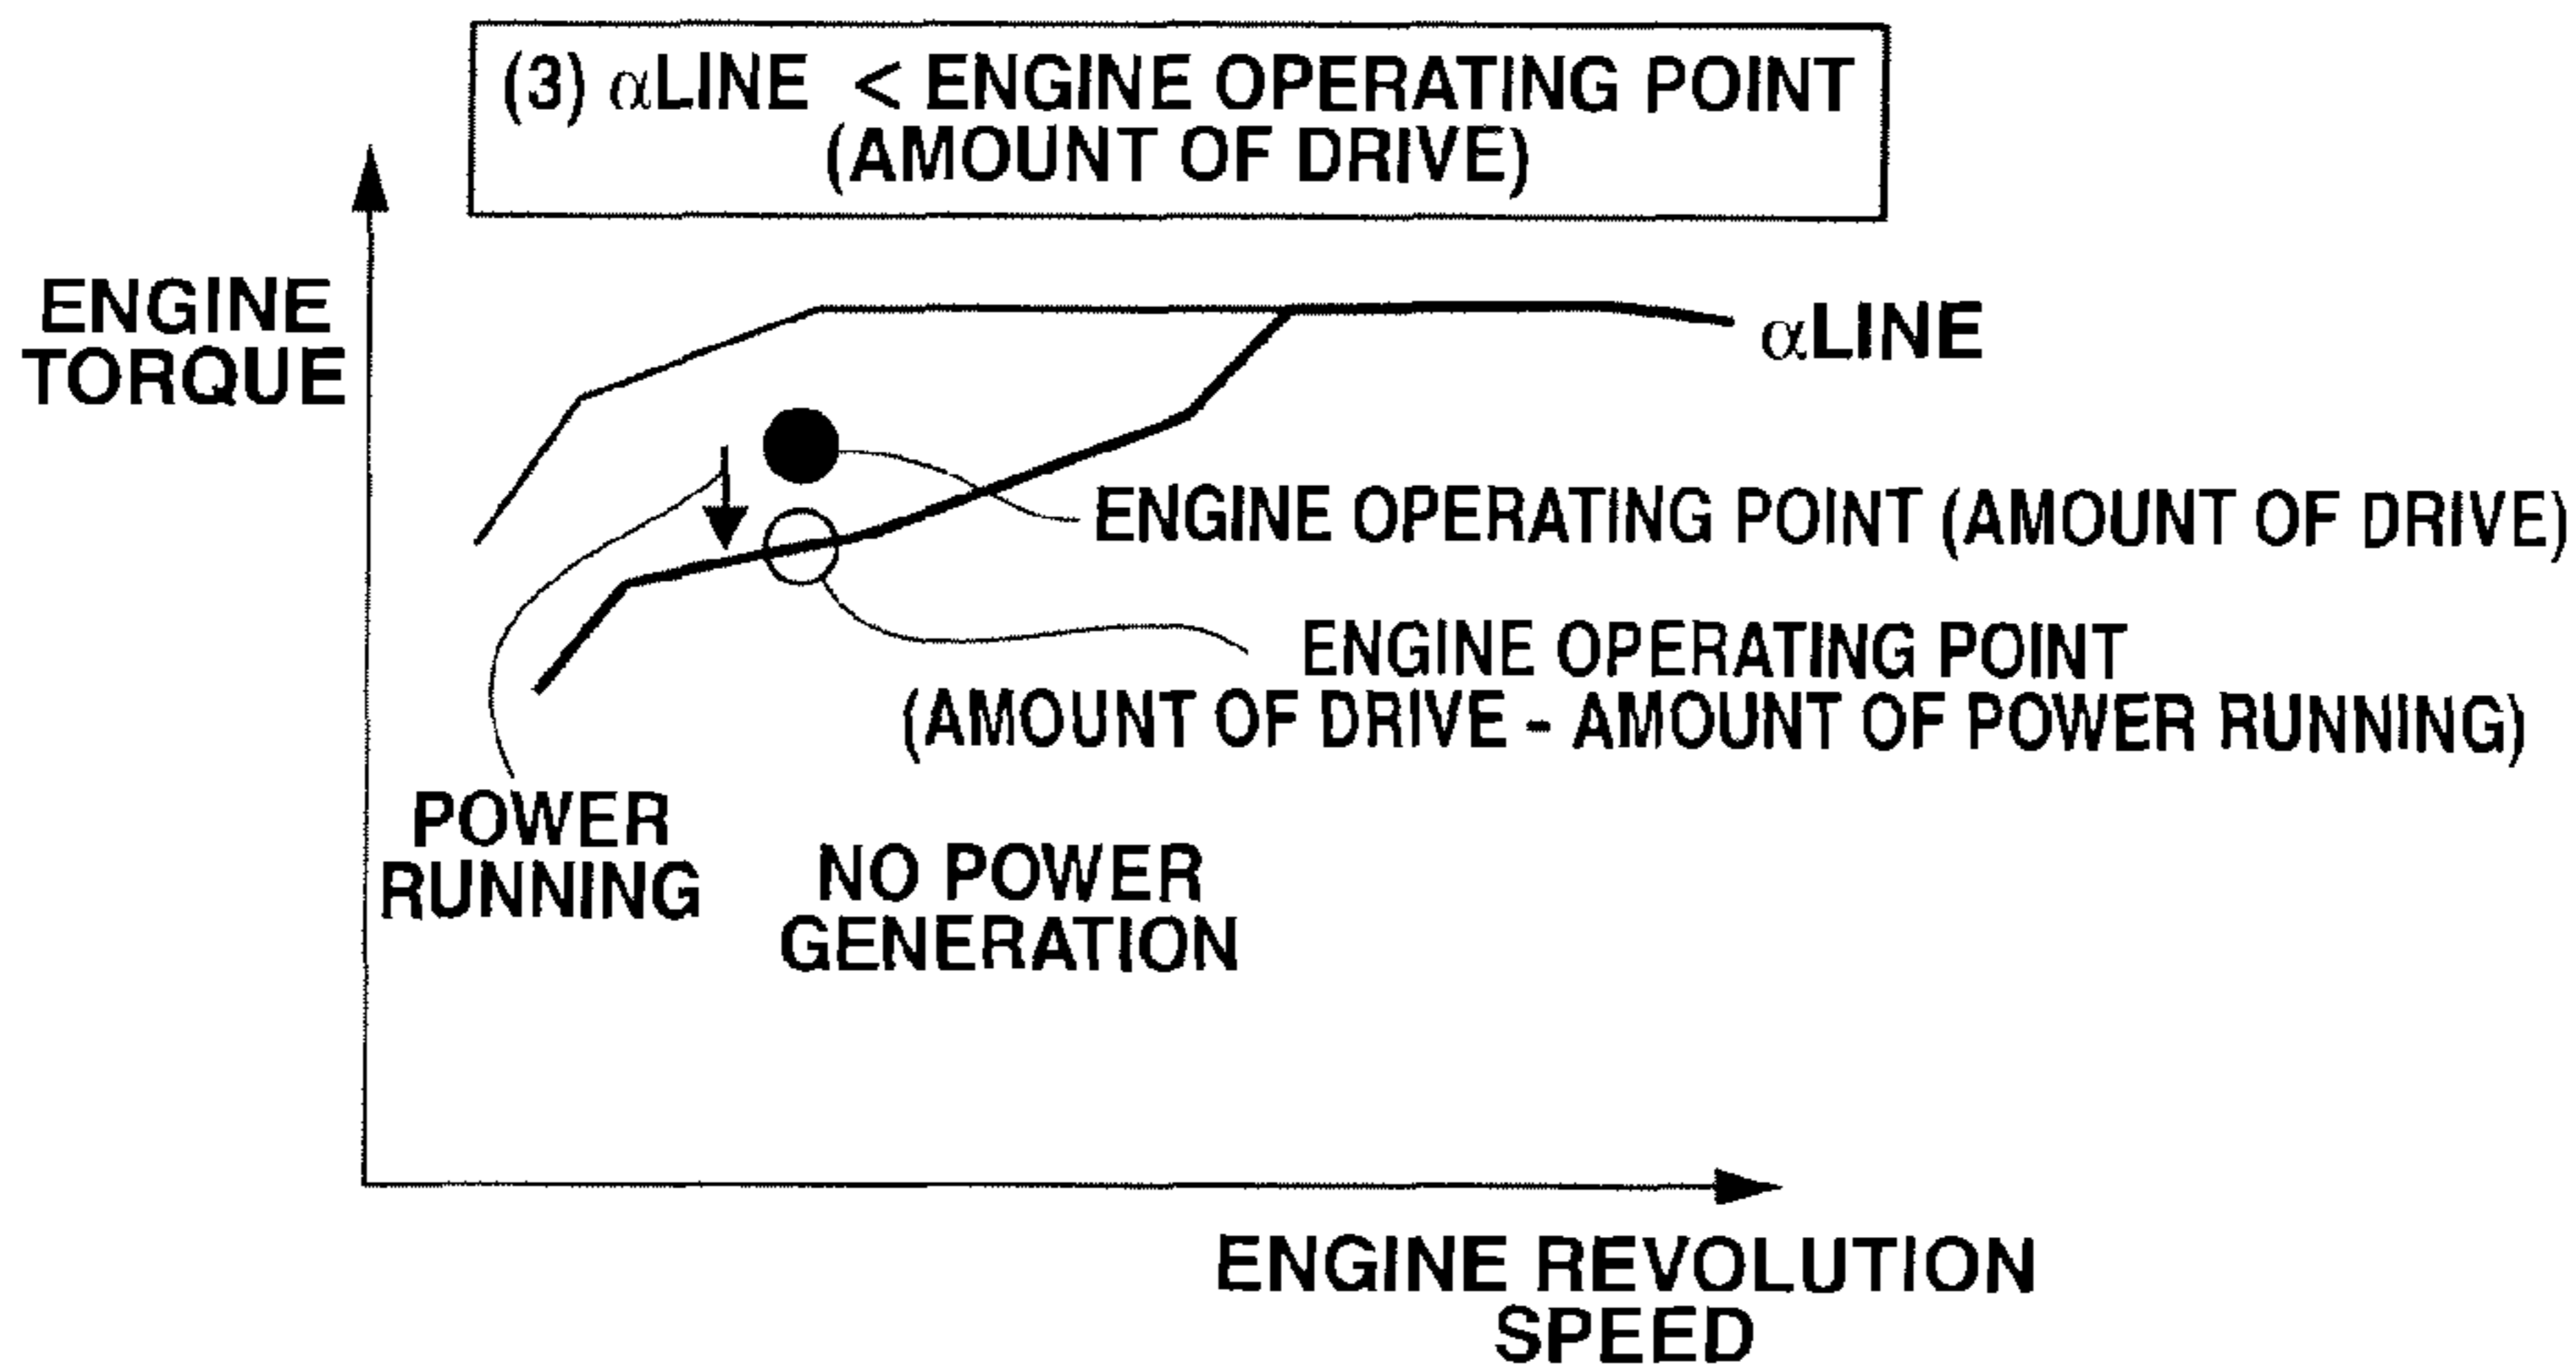 (3) αLINE < ENGINE OPERATING POINT
(AMOUNT OF DRIVE)
ENGINE
TORQUE
αLINE
ENGINE OPERATING POINT (AMOUNT OF DRIVE)
ENGINE OPERATING POINT
(AMOUNT OF DRIVE - AMOUNT OF POWER RUNNING)
POWER
RUNNING
NO POWER
GENERATION
ENGINE REVOLUTION
SPEED